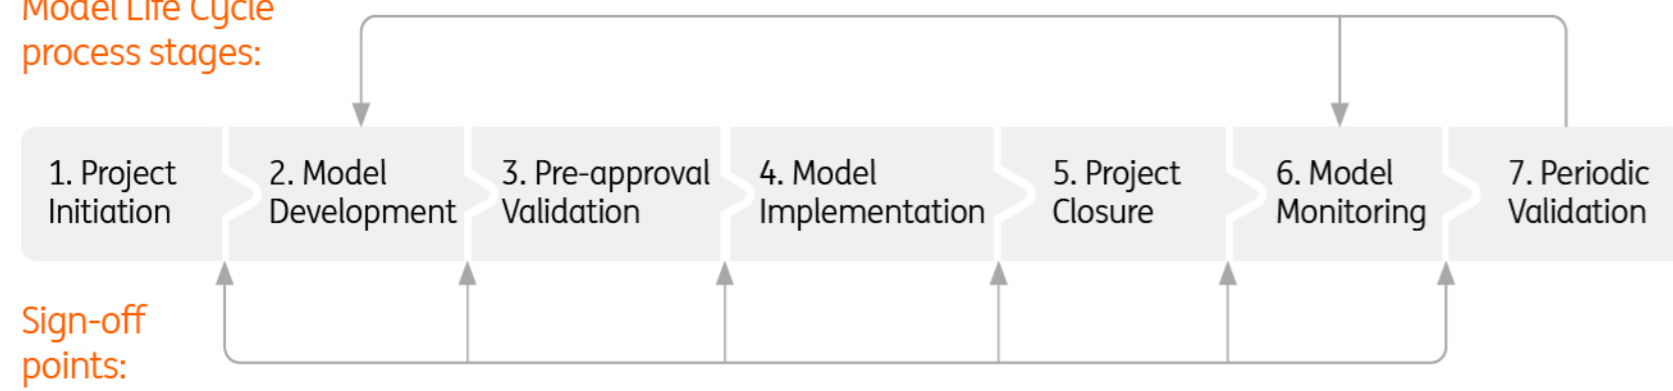 Model Life Cycle
process stages:
1. Project
Initiation
2. Model
Development
3. Pre-approval
Validation
4. Model
Implementation
5. Project
Closure
6. Model
Monitoring
7. Periodic
Validation
Sign-off
points: